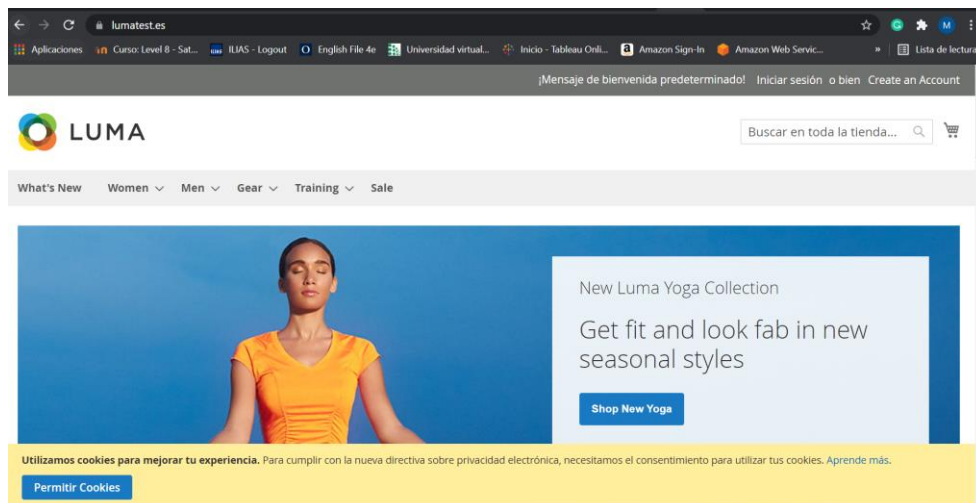 lumatest.es
Aplicaciones Curso: Level 8 - Sat... ILIAS - Logout English File 4e Universidad virtual... Inicio - Tableau Onli... Amazon Sign-In Amazon Web Servic... » Lista de lectura
¡Mensaje de bienvenida predeterminado! Iniciar sesión o bien Create an Account
LUMA
Buscar en toda la tienda...
What's New Women Men Gear Training Sale
New Luma Yoga Collection
Get fit and look fab in new
seasonal styles
Shop New Yoga
Utilizamos cookies para mejorar tu experiencia. Para cumplir con la nueva directiva sobre privacidad electrónica, necesitamos el consentimiento para utilizar tus cookies. Aprende más.
Permitir Cookies